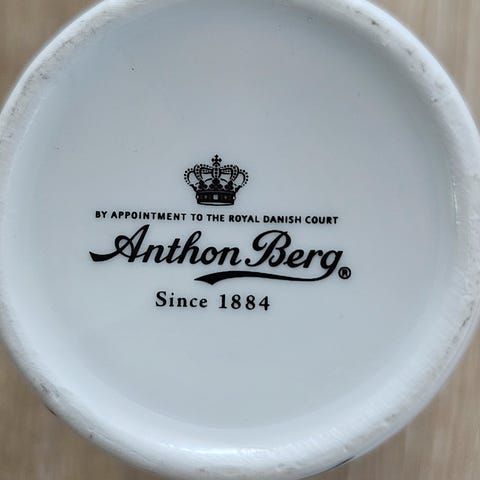 BY APPOINTMENT TO THE ROYAL DANISH COURT
Anthon Berg®
Since 1884